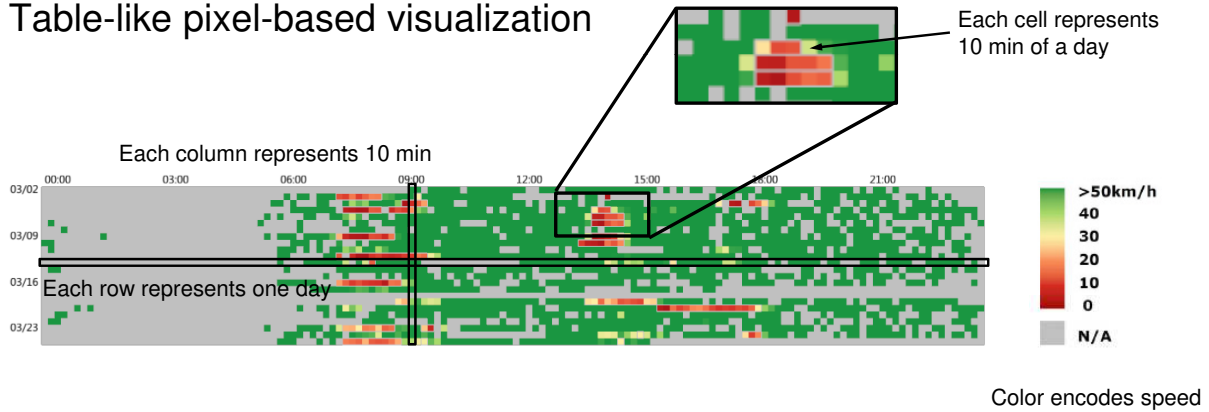 Table-like pixel-based visualization
Each cell represents
10 min of a day
Each column represents 10 min
00:00 03:00 06:00 09:00 12:00 15:00 18:00 21:00
03/02
03/09
03/16
03/23
Each row represents one day
>50km/h
40
30
20
10
0
N/A
Color encodes speed